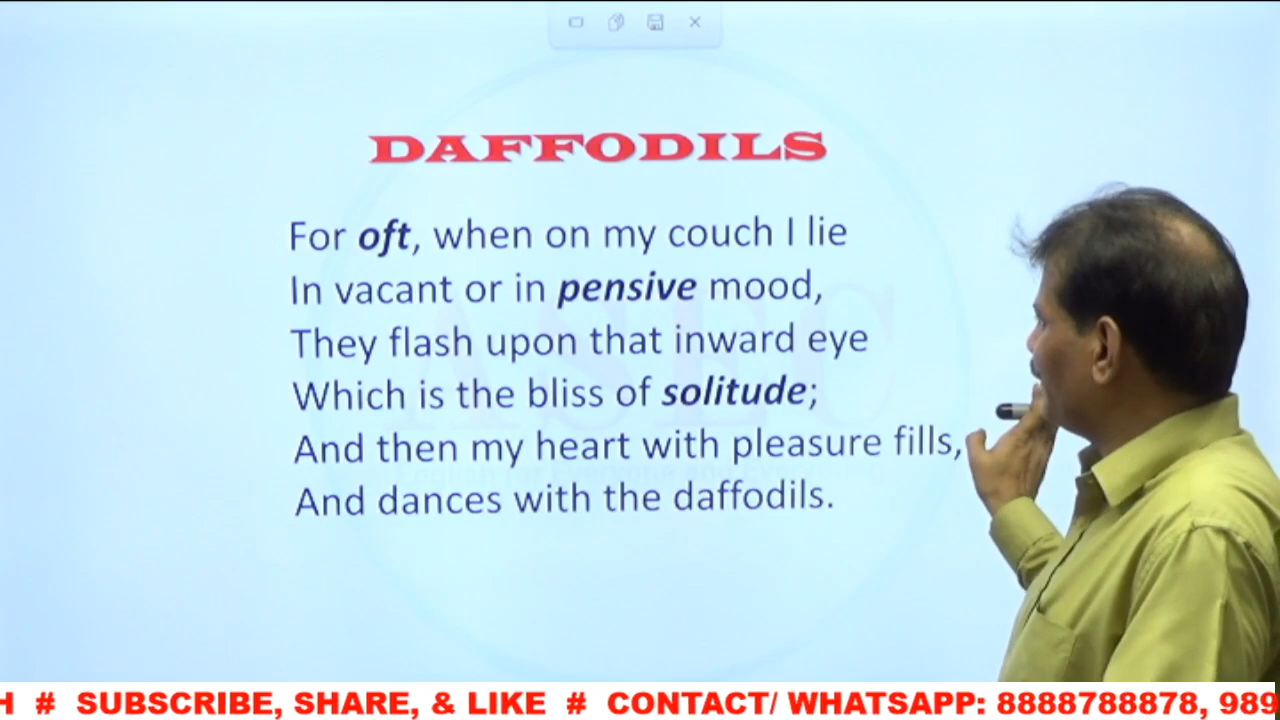 DAFFODILS
For oft, when on my couch I lie
In vacant or in pensive mood,
They flash upon that inward eye
Which is the bliss of solitude;
And then my heart with pleasure fills,
And dances with the daffodils.
H # SUBSCRIBE, SHARE, & LIKE # CONTACT/ WHATSAPP: 8888788878, 989